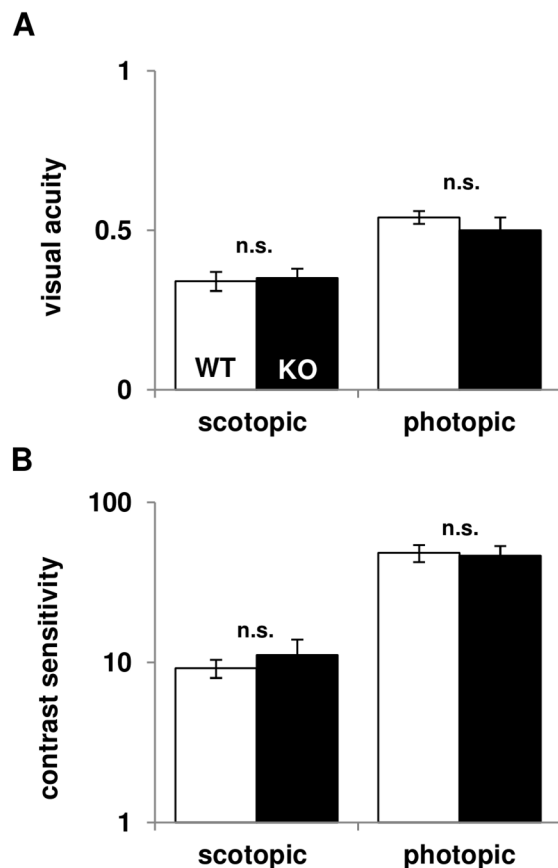 A
1
visual acuity
0.5
0
n.s.
n.s.
WT
KO
scotopic
photopic
B
100
contrast sensitivity
10
1
n.s.
n.s.
scotopic
photopic